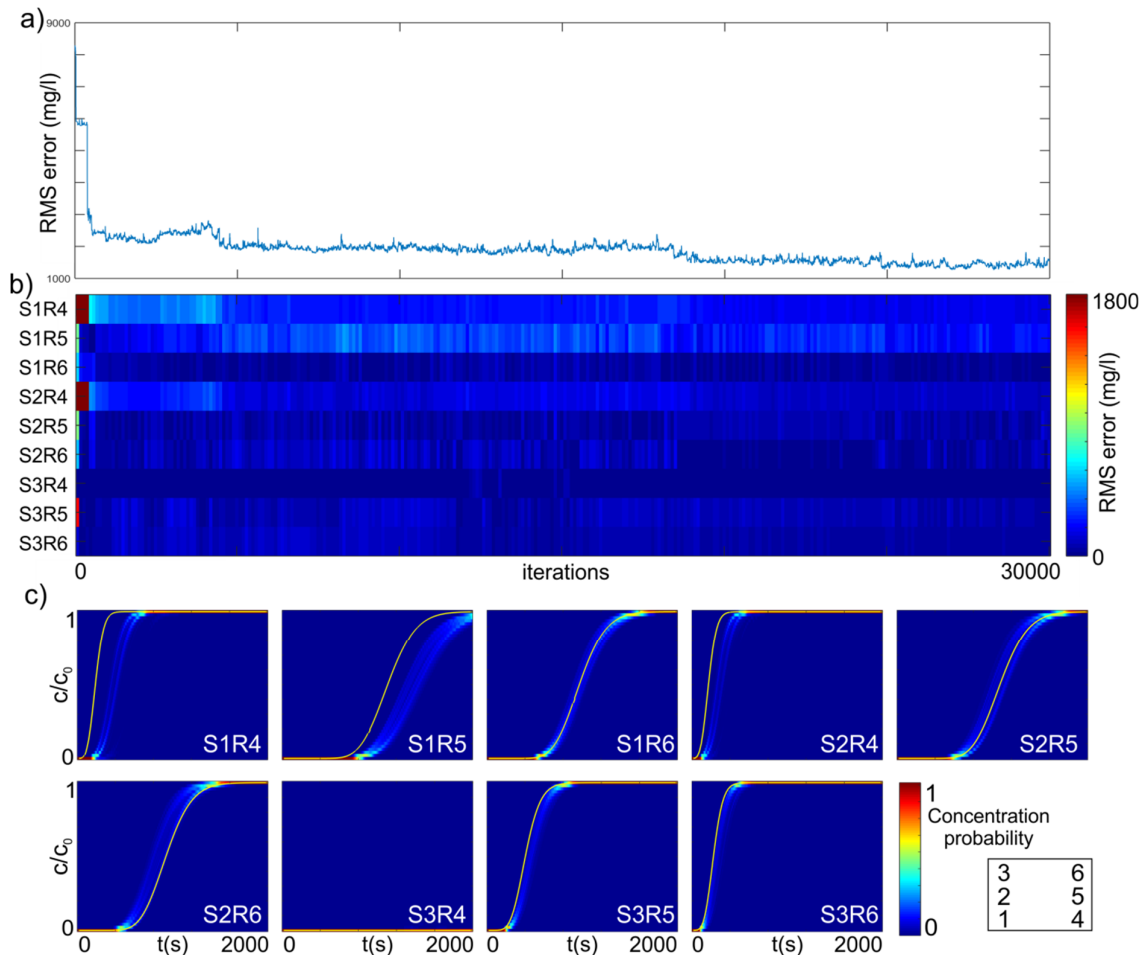 a)
9000
RMS error (mg/l)
1000
b)
S1R4
S1R5
S1R6
S2R4
S2R5
S2R6
S3R4
S3R5
S3R6
0
iterations
30000
1800
RMS error (mg/l)
0
c)
1
c/c0
0
S1R4
S1R5
S1R6
S2R4
S2R5
1
c/c0
0
S2R6
S3R4
S3R5
S3R6
0 t(s) 2000
0 t(s) 2000
0 t(s) 2000
0 t(s) 2000
1
Concentration
probability
0
3 6
2 5
1 4